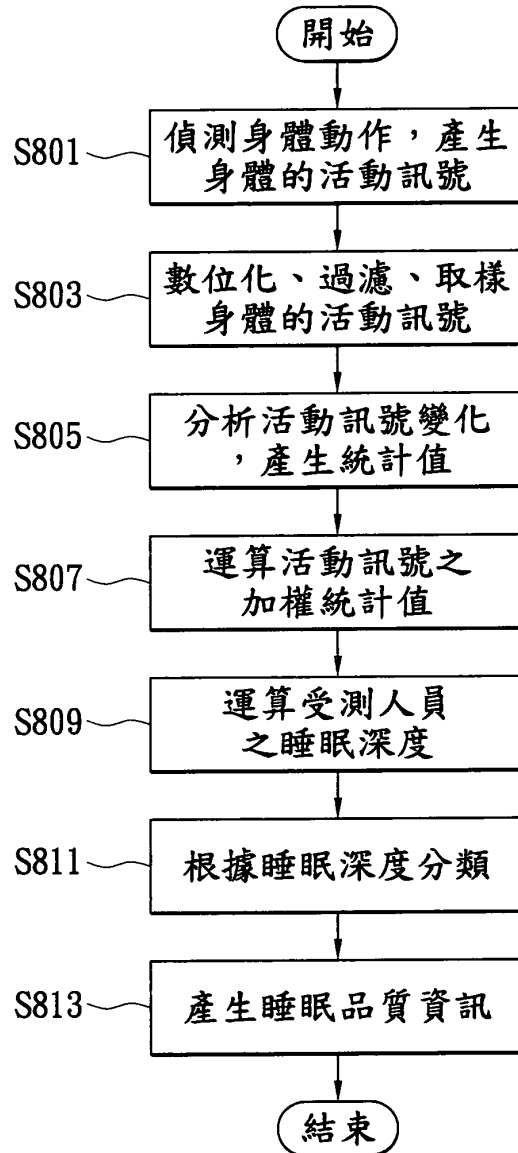 開始
S801
偵測身體動作，產生
身體的活動訊號
S803
數位化、過濾、取樣
身體的活動訊號
S805
分析活動訊號變化
，產生統計值
S807
運算活動訊號之
加權統計值
S809
運算受測人員
之睡眠深度
S811
根據睡眠深度分類
S813
產生睡眠品質資訊
結束